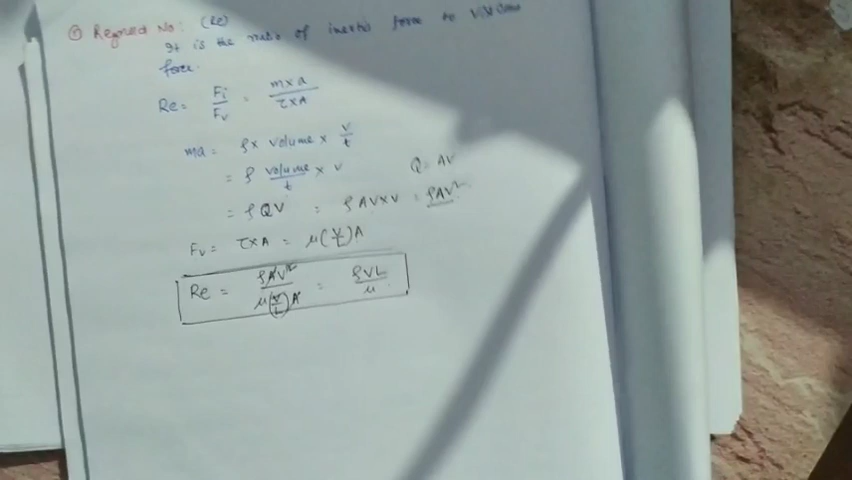 ① Reynold No: (Re)
It is the ratio of inertia force to viscous
force.
Re = Fi/Fv = m×a/τ×A
ma = ρ× volume × v/t
= ρ volume/t × v
Q = AV
= ρQV = ρAV×V = ρAV²
Fv = τ×A = μ(V/L)A
Re = ρAV²/μ(V/L)A = ρVL/μ